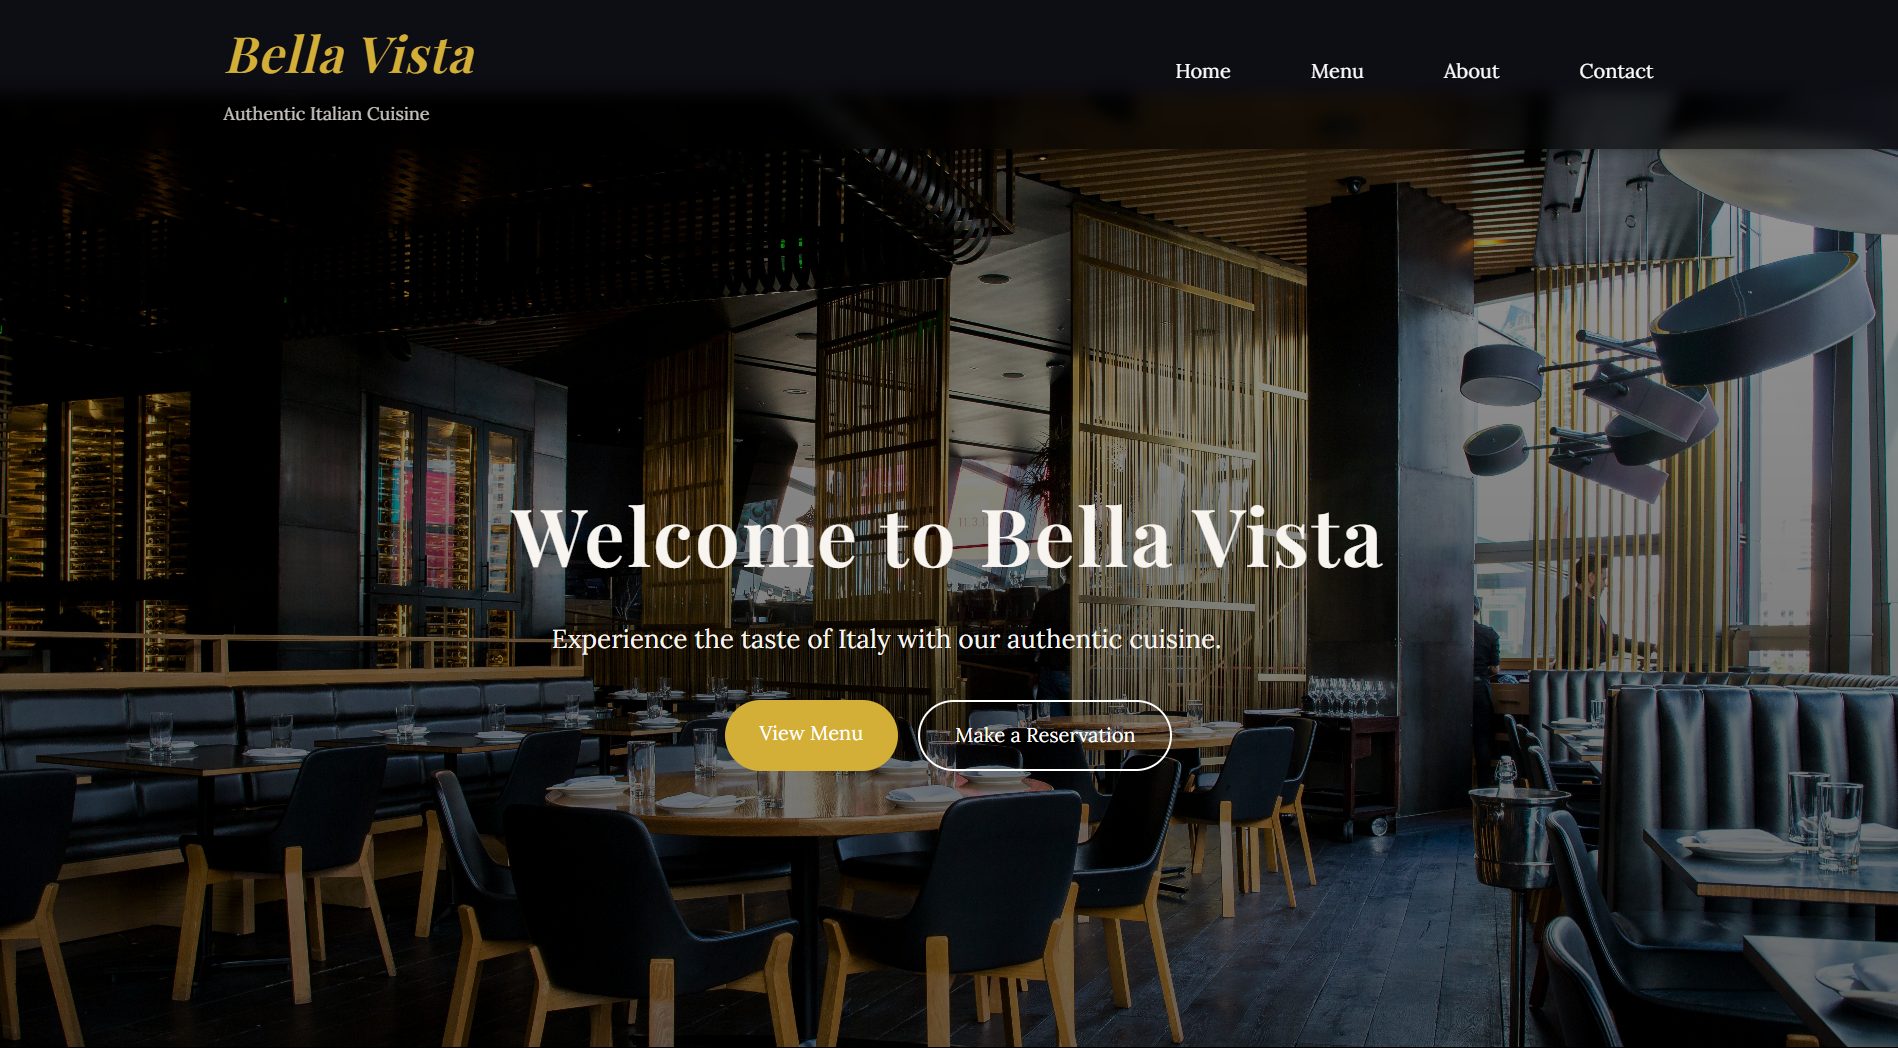 Bella Vista
Authentic Italian Cuisine
Home Menu About Contact
Welcome to Bella Vista
Experience the taste of Italy with our authentic cuisine.
View Menu Make a Reservation